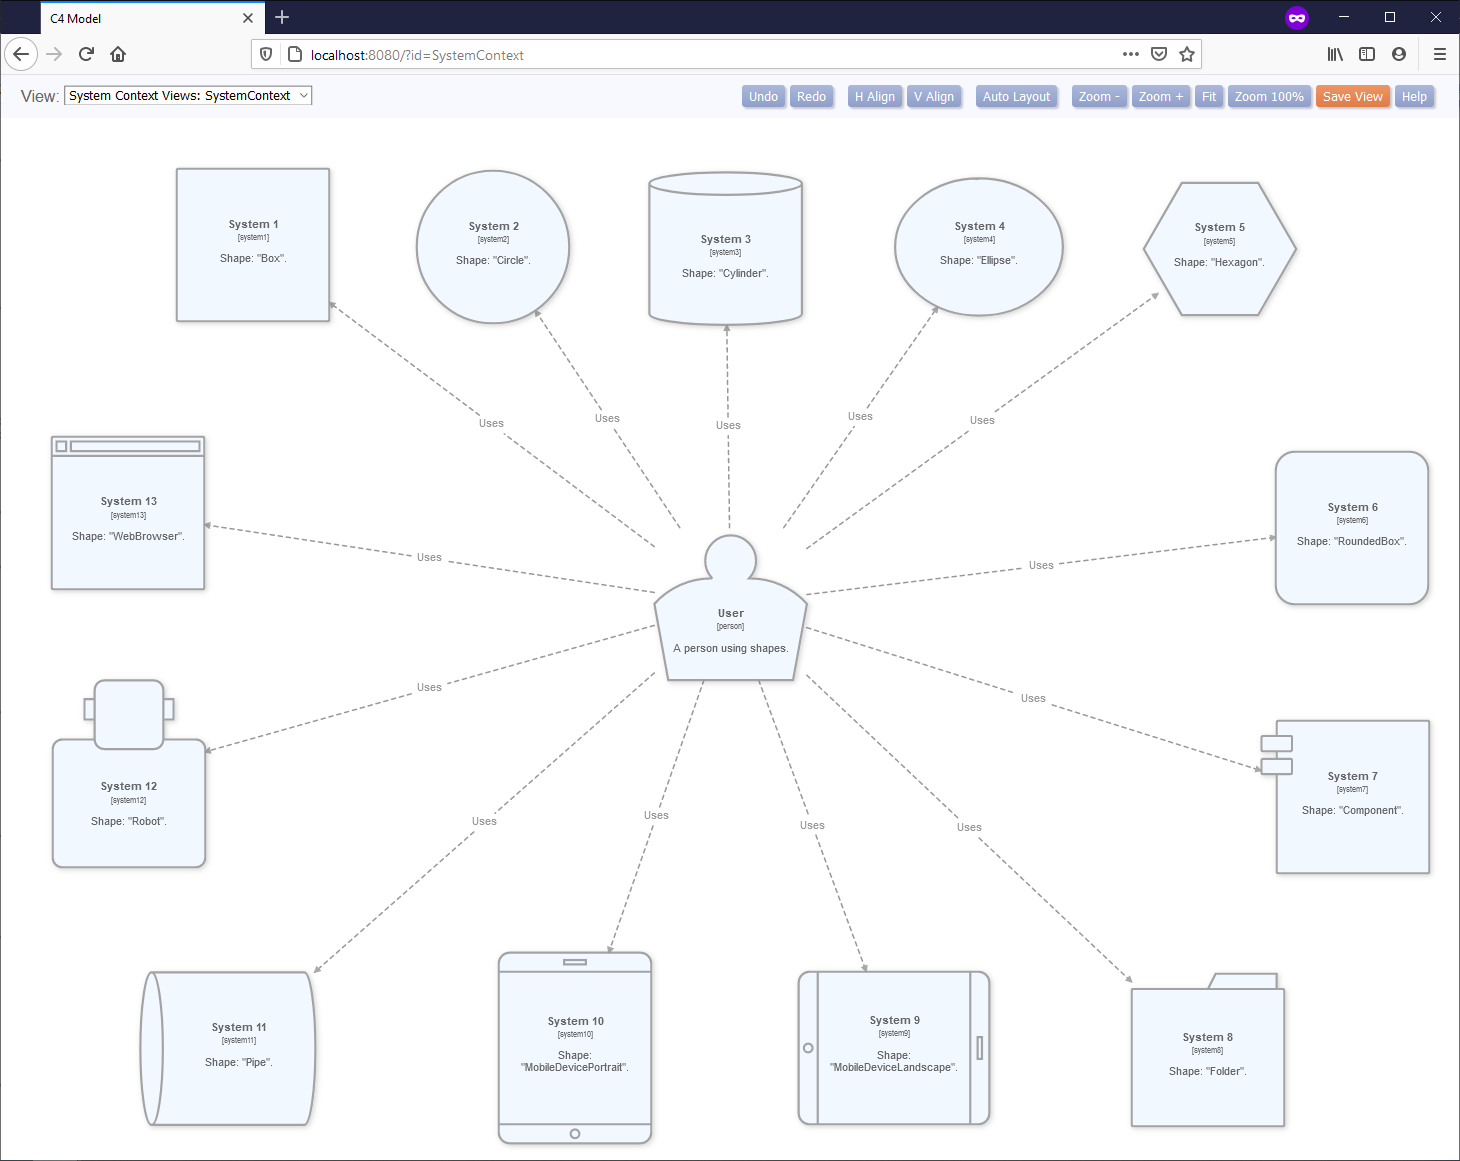 C4 Model
localhost:8080/?id=SystemContext
View: System Context Views: SystemContext
Undo Redo H Align V Align Auto Layout Zoom - Zoom + Fit Zoom 100% Save View Help
System 1
[system1]
Shape: "Box".
System 2
[system2]
Shape: "Circle".
System 3
[system3]
Shape: "Cylinder".
System 4
[system4]
Shape: "Ellipse".
System 5
[system5]
Shape: "Hexagon".
Uses
Uses
Uses
Uses
Uses
System 13
[system13]
Shape: "WebBrowser".
Uses
System 6
[system6]
Shape: "RoundedBox".
Uses
User
[person]
A person using shapes.
Uses
Uses
System 12
[system12]
Shape: "Robot".
System 7
[system7]
Shape: "Component".
Uses
Uses
Uses
Uses
System 11
[system11]
Shape: "Pipe".
System 10
[system10]
Shape:
"MobileDevicePortrait".
System 9
[system9]
Shape:
"MobileDeviceLandscape".
System 8
[system8]
Shape: "Folder".